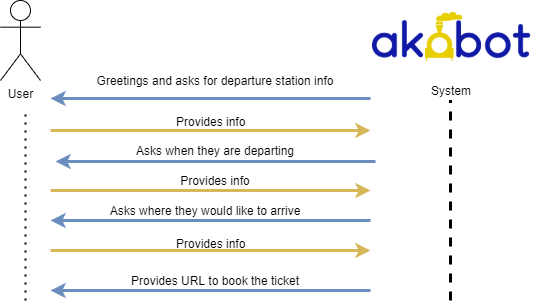 akobot
Greetings and asks for departure station info
User
System
Provides info
Asks when they are departing
Provides info
Asks where they would like to arrive
Provides info
Provides URL to book the ticket